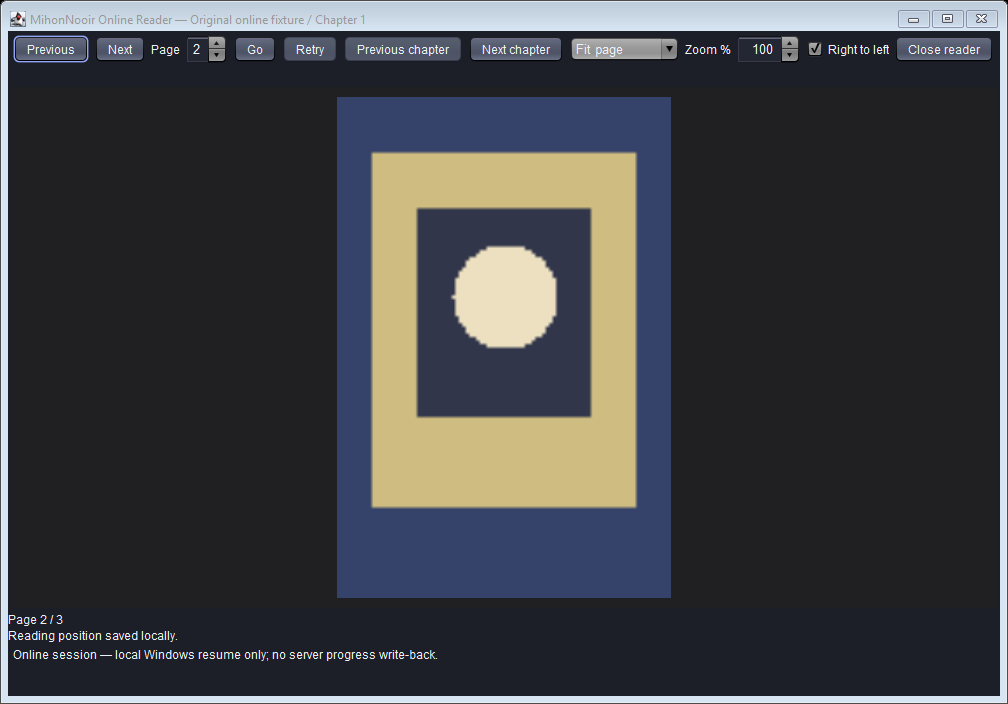 MihonNooir Online Reader — Original online fixture / Chapter 1
Previous Next Page 2 Go Retry Previous chapter Next chapter Fit page Zoom % 100 Right to left Close reader
Page 2 / 3
Reading position saved locally.
Online session — local Windows resume only; no server progress write-back.